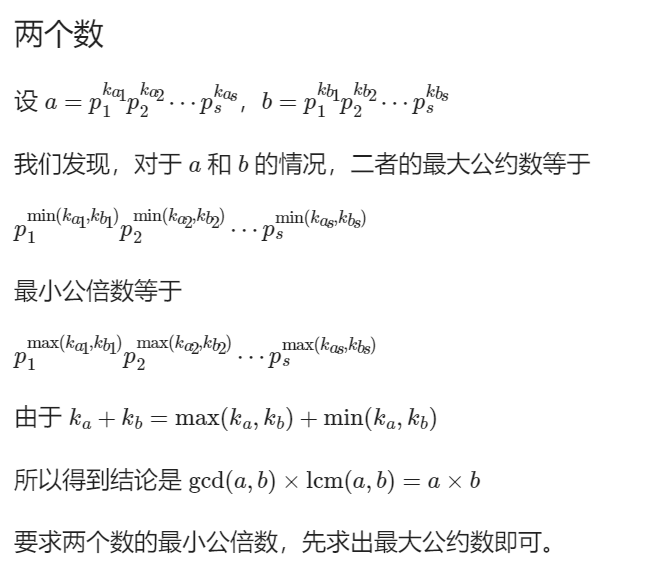 两个数
设 $a = p_1^{k_{a_1}} p_2^{k_{a_2}} \cdots p_s^{k_{a_s}}$，$b = p_1^{k_{b_1}} p_2^{k_{b_2}} \cdots p_s^{k_{b_s}}$
我们发现，对于 $a$ 和 $b$ 的情况，二者的最大公约数等于
$p_1^{\min(k_{a_1},k_{b_1})} p_2^{\min(k_{a_2},k_{b_2})} \cdots p_s^{\min(k_{a_s},k_{b_s})}$
最小公倍数等于
$p_1^{\max(k_{a_1},k_{b_1})} p_2^{\max(k_{a_2},k_{b_2})} \cdots p_s^{\max(k_{a_s},k_{b_s})}$
由于 $k_a + k_b = \max(k_a, k_b) + \min(k_a, k_b)$
所以得到结论是 $\gcd(a, b) \times \operatorname{lcm}(a, b) = a \times b$
要求两个数的最小公倍数，先求出最大公约数即可。